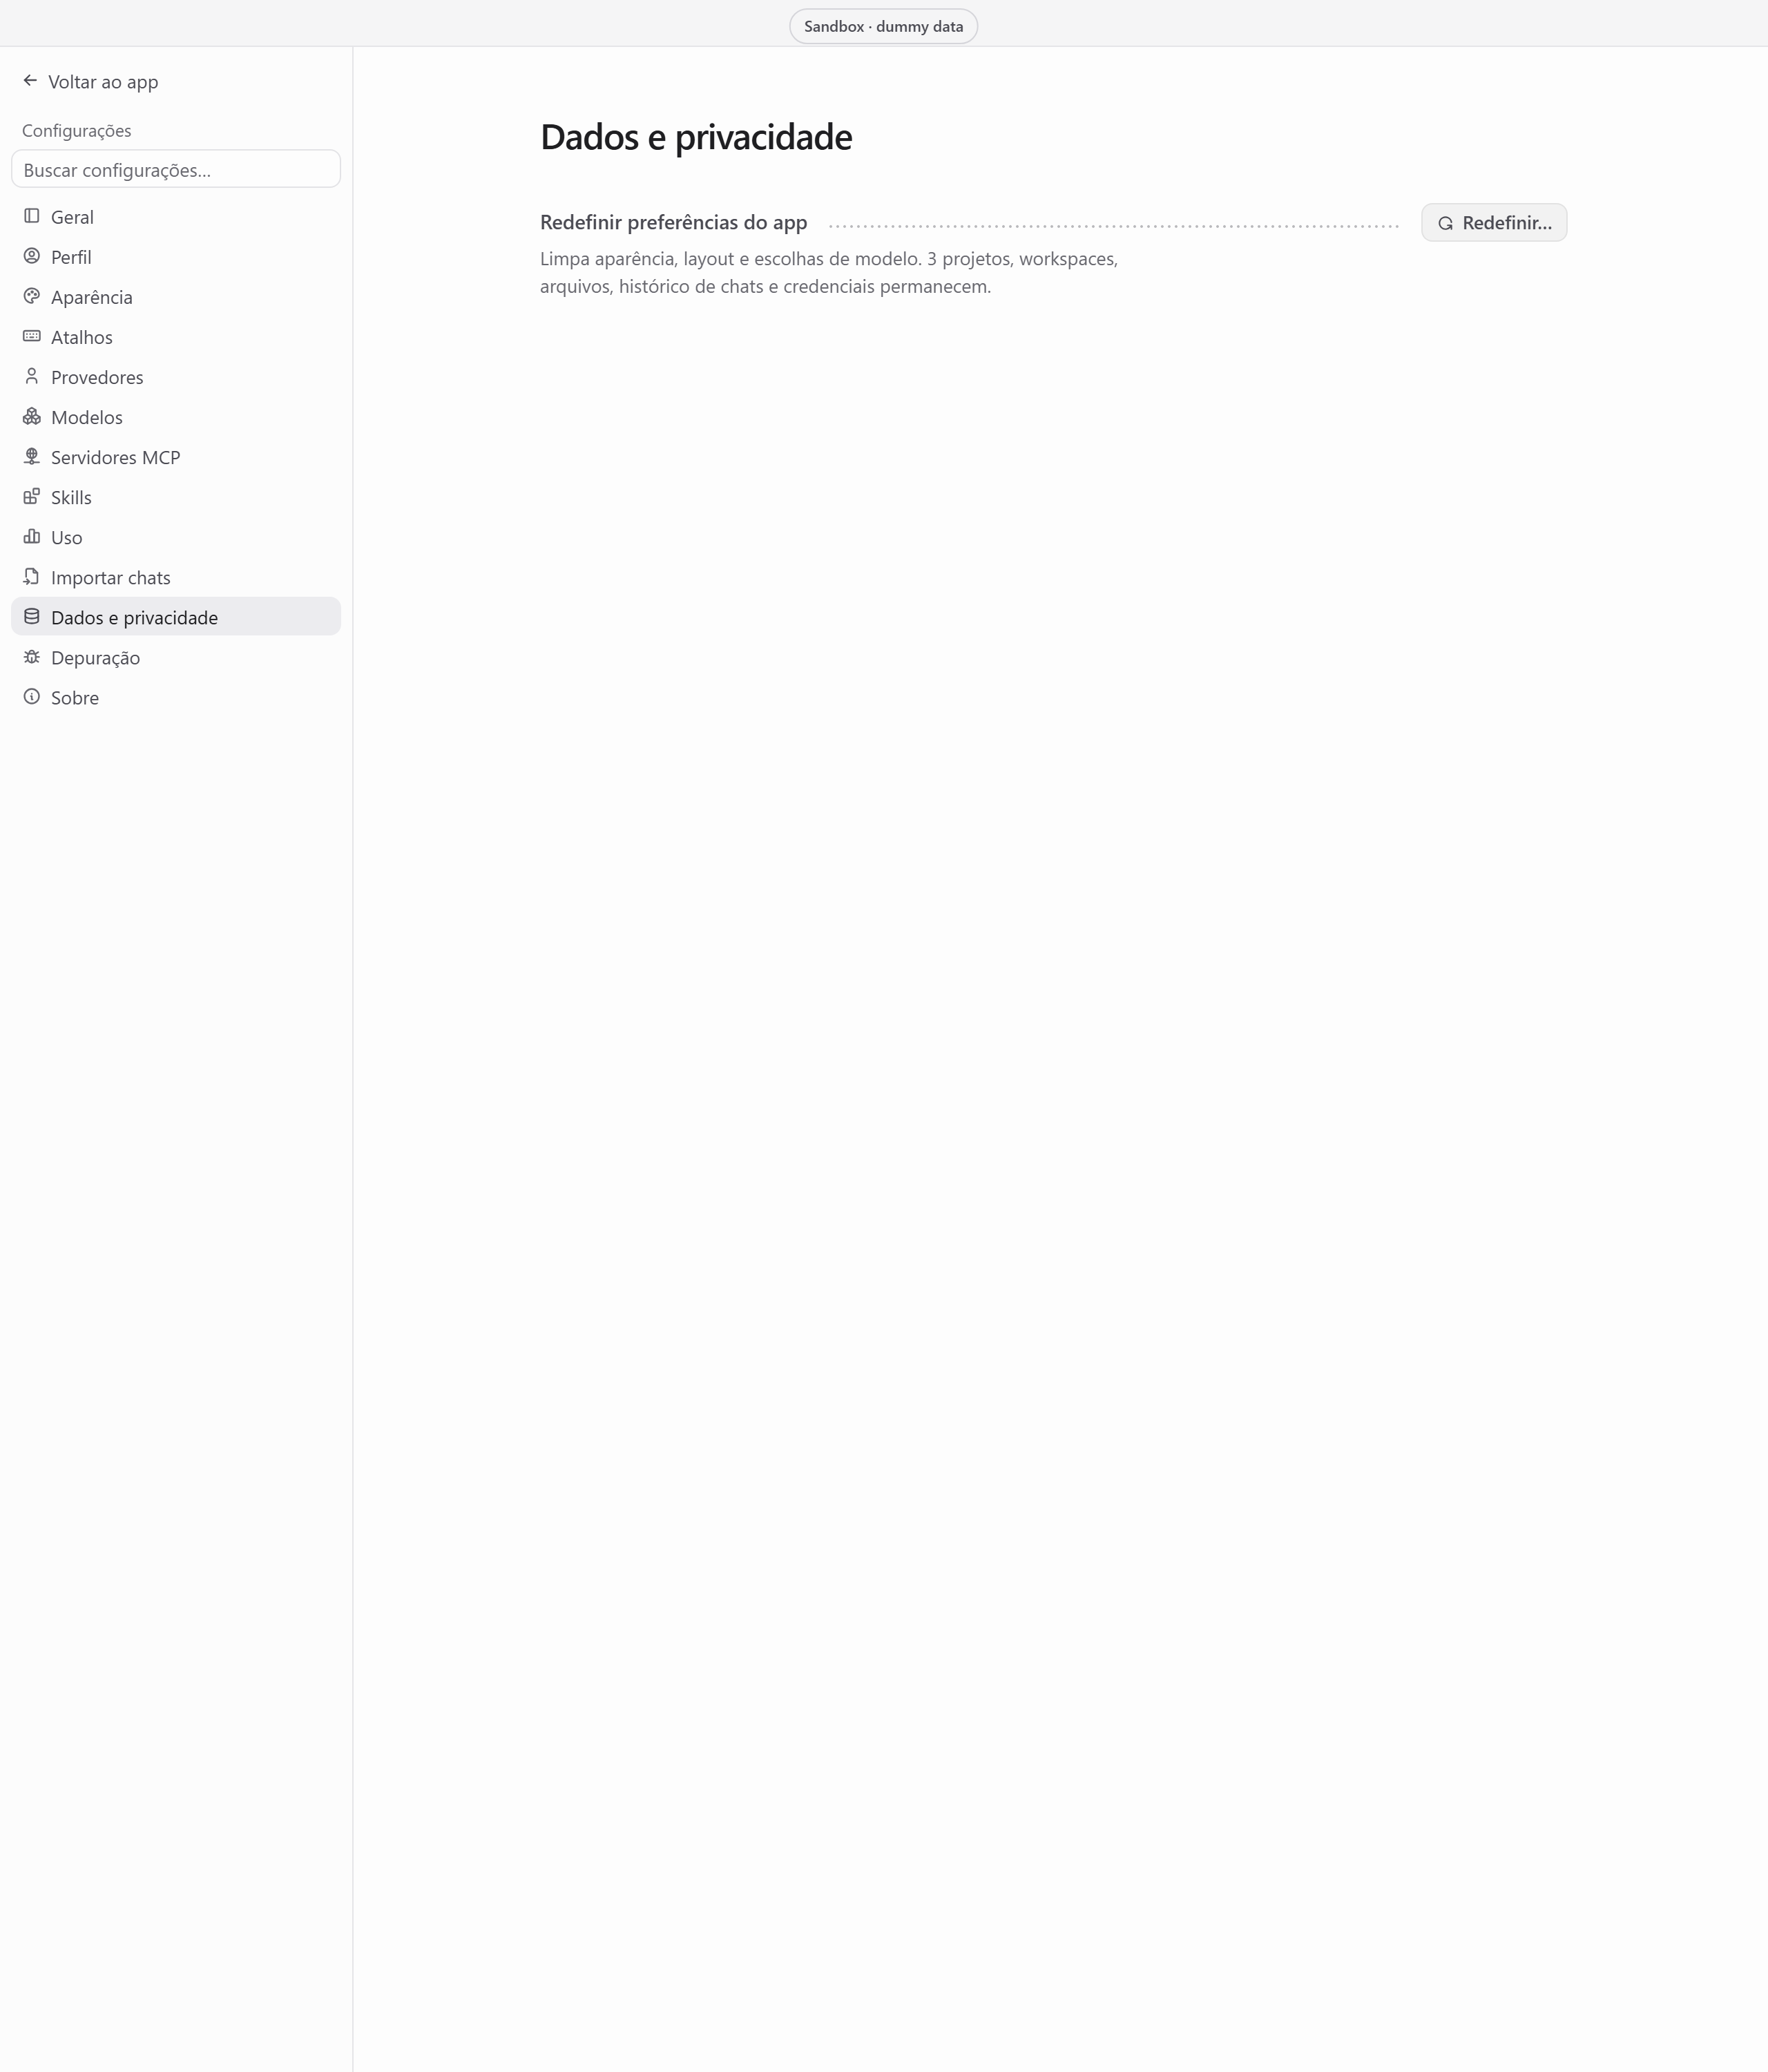 Sandbox · dummy data
Voltar ao app
Configurações
Buscar configurações...
Geral
Perfil
Aparência
Atalhos
Provedores
Modelos
Servidores MCP
Skills
Uso
Importar chats
Dados e privacidade
Depuração
Sobre
Dados e privacidade
Redefinir preferências do app
Redefinir...
Limpa aparência, layout e escolhas de modelo. 3 projetos, workspaces,
arquivos, histórico de chats e credenciais permanecem.